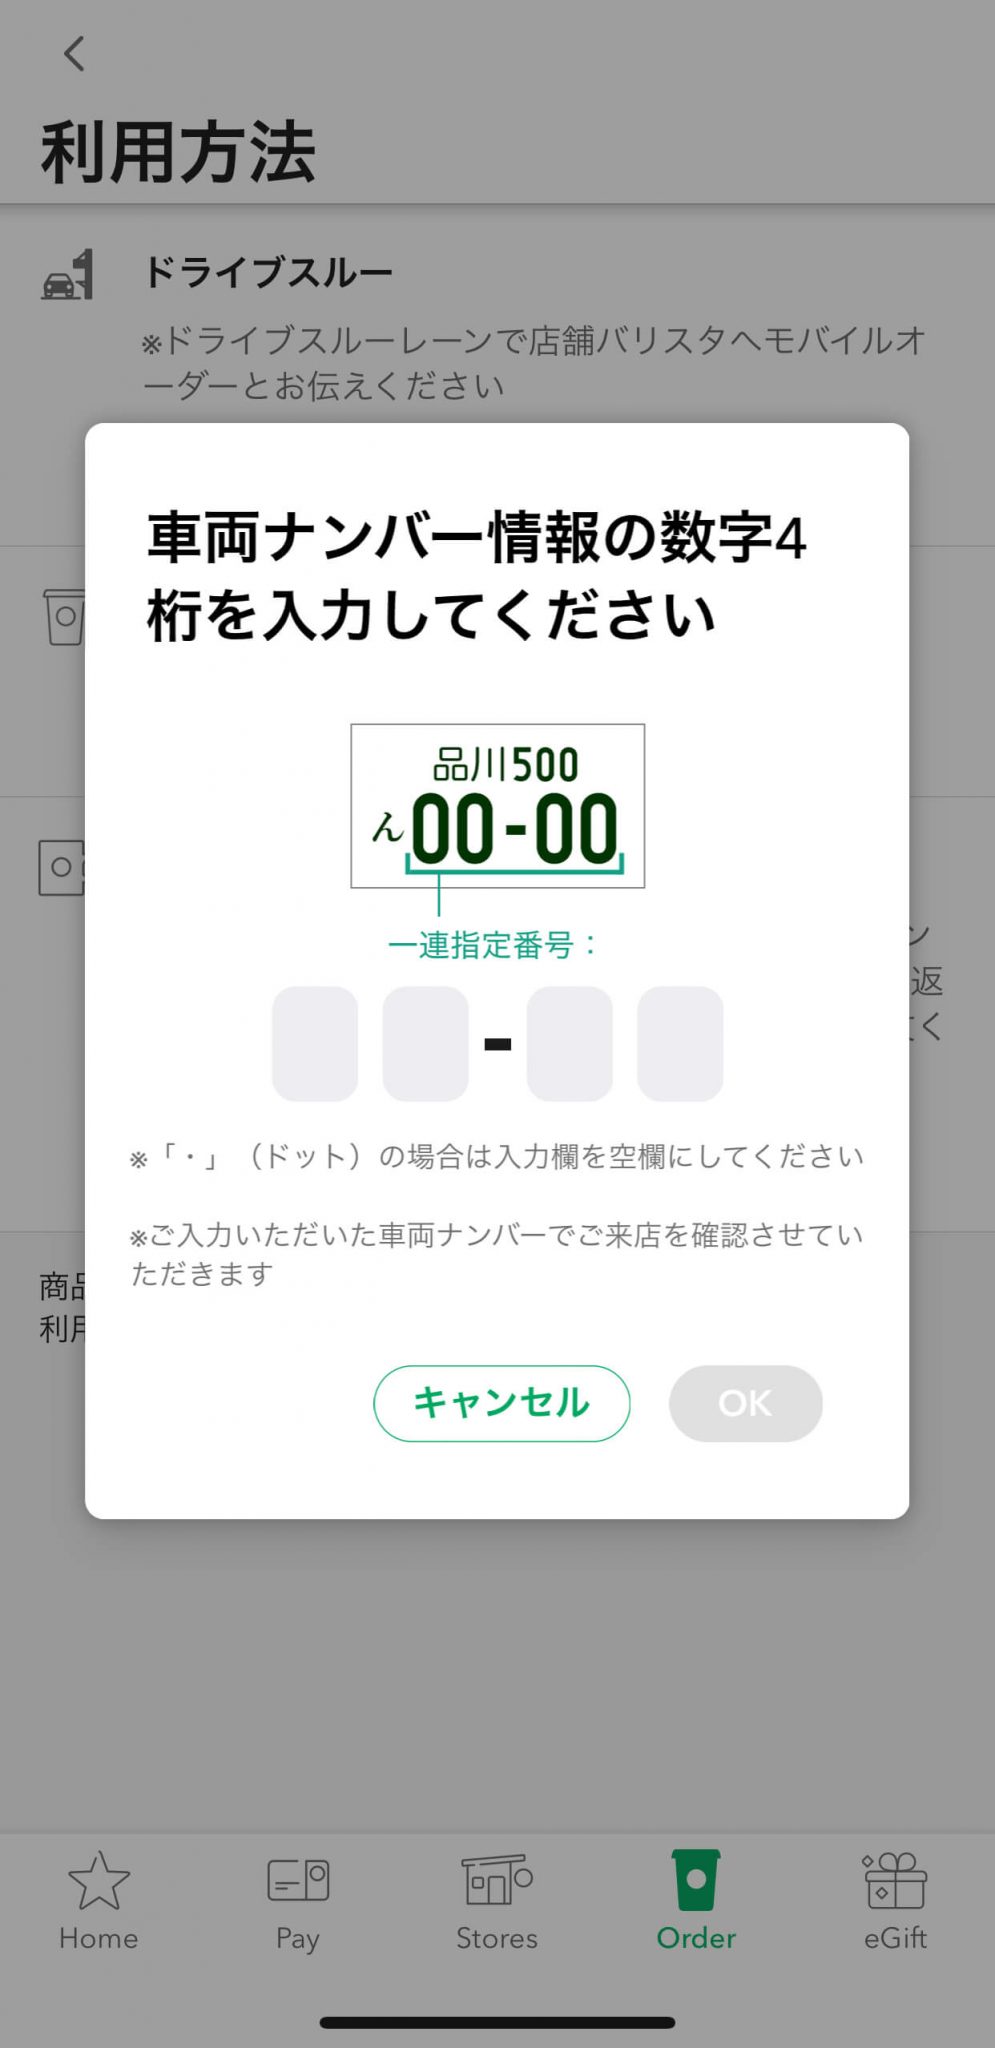 利用方法
ドライブスルー
※ドライブスルーレーンで店舗バリスタへモバイルオ
ーダーとお伝えください
車両ナンバー情報の数字4
桁を入力してください
品川500
ん00-00
一連指定番号：
-
※「・」（ドット）の場合は入力欄を空欄にしてください
※ご入力いただいた車両ナンバーでご来店を確認させてい
ただきます
ン
返
く
商品
利用
キャンセル
OK
Home
Pay
Stores
Order
eGift